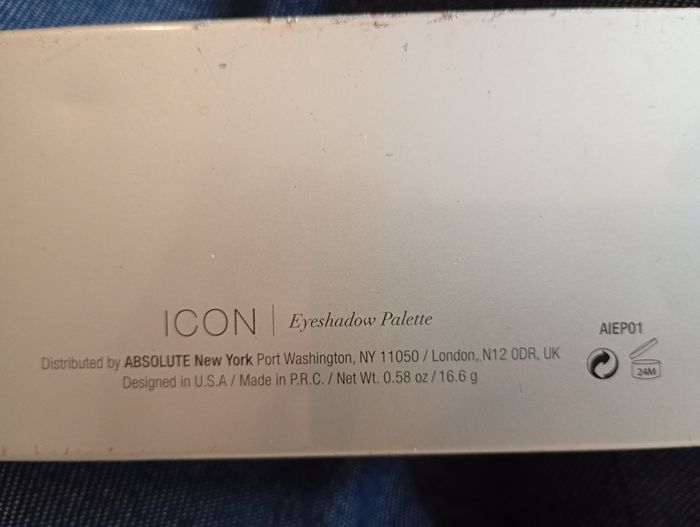 ICON | Eyeshadow Palette
AIEP01
Distributed by ABSOLUTE New York Port Washington, NY 11050 / London, N12 0DR, UK
Designed in U.S.A / Made in P.R.C. / Net Wt. 0.58 oz / 16.6 g
24M